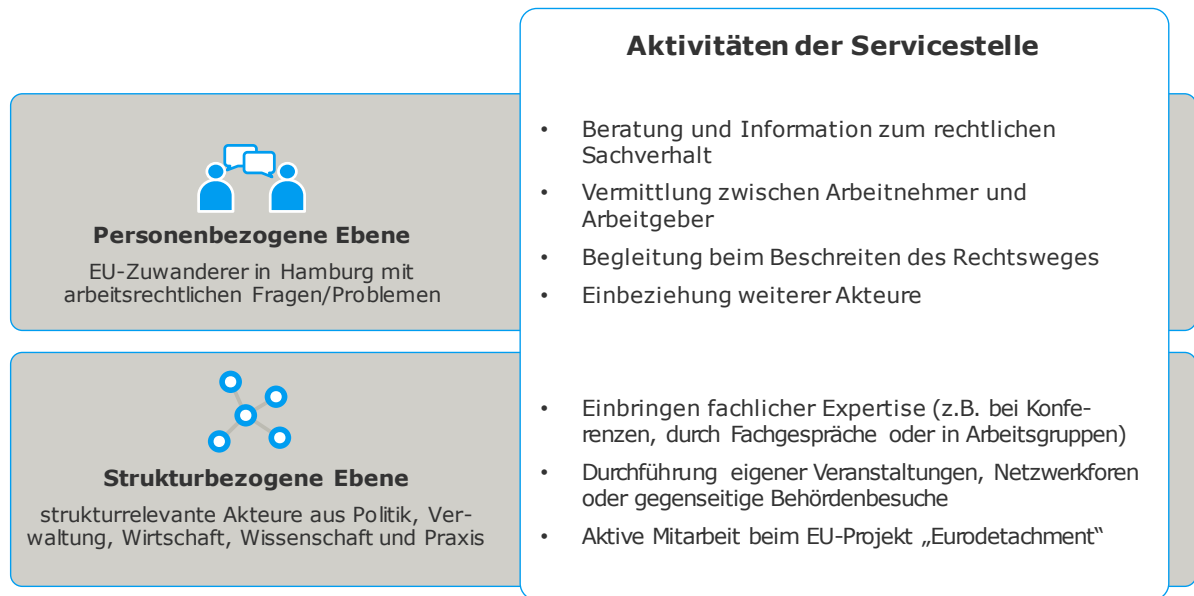 Aktivitäten der Servicestelle
Personenbezogene Ebene
EU-Zuwanderer in Hamburg mit
arbeitsrechtlichen Fragen/Problemen
• Beratung und Information zum rechtlichen
Sachverhalt
• Vermittlung zwischen Arbeitnehmer und
Arbeitgeber
• Begleitung beim Beschreiten des Rechtsweges
• Einbeziehung weiterer Akteure
Strukturbezogene Ebene
strukturrelevante Akteure aus Politik, Ver-
waltung, Wirtschaft, Wissenschaft und Praxis
• Einbringen fachlicher Expertise (z.B. bei Konfe-
renzen, durch Fachgespräche oder in Arbeitsgruppen)
• Durchführung eigener Veranstaltungen, Netzwerkforen
oder gegenseitige Behördenbesuche
• Aktive Mitarbeit beim EU-Projekt „Eurodetachment“